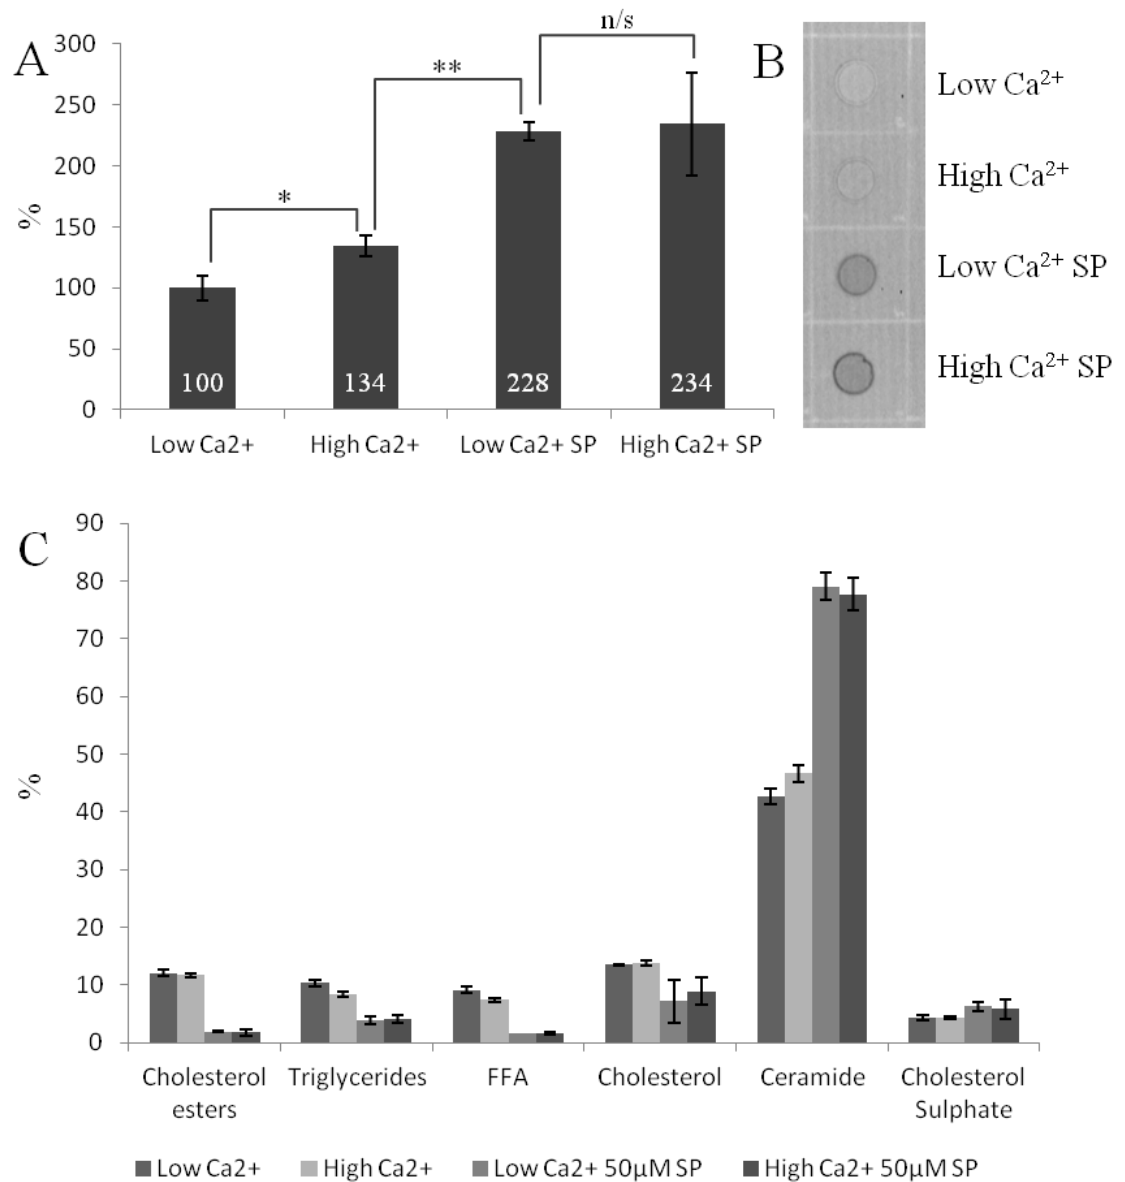 A
%
300
250
200
150
100
50
0
*
**
n/s
100
134
228
234
Low Ca2+
High Ca2+
Low Ca2+ SP
High Ca2+ SP
B
Low Ca²⁺
High Ca²⁺
Low Ca²⁺ SP
High Ca²⁺ SP
C
%
90
80
70
60
50
40
30
20
10
0
Cholesterol
esters
Triglycerides
FFA
Cholesterol
Ceramide
Cholesterol
Sulphate
Low Ca2+
High Ca2+
Low Ca2+ 50μM SP
High Ca2+ 50μM SP